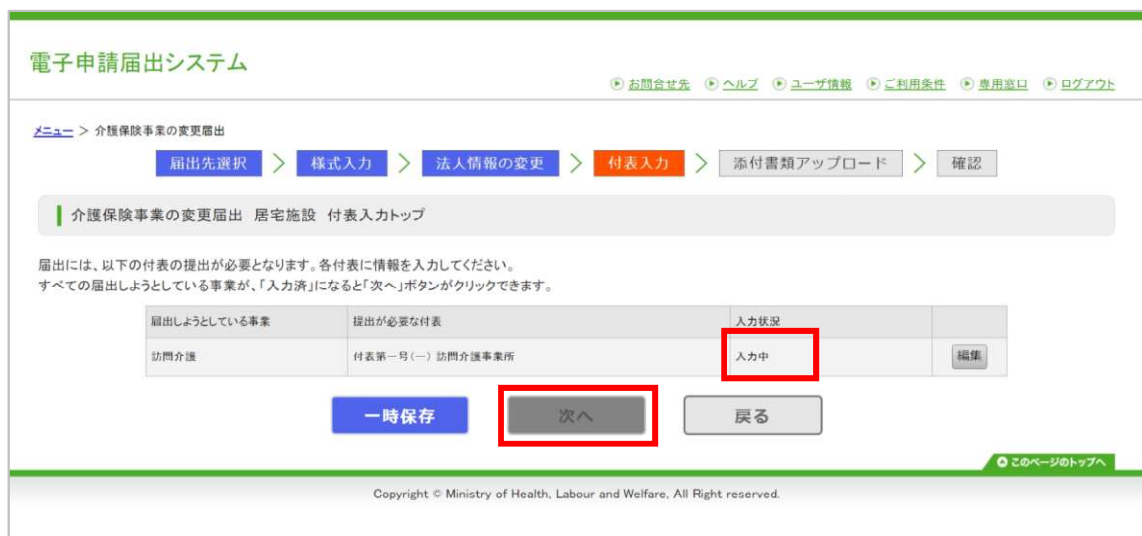 電子申請届出システム
お問合せ先 ヘルプ ユーザ情報 ご利用条件 専用窓口 ログアウト
メニュー > 介護保険事業の変更届出
届出先選択 > 様式入力 > 法人情報の変更 > 付表入力 > 添付書類アップロード > 確認
介護保険事業の変更届出 居宅施設 付表入力トップ
届出には、以下の付表の提出が必要となります。各付表に情報を入力してください。
すべての届出しようとしている事業が、「入力済」になると「次へ」ボタンがクリックできます。
届出しようとしている事業 提出が必要な付表 入力状況
訪問介護 付表第一号(一) 訪問介護事業所 入力中 編集
一時保存 次へ 戻る
このページのトップへ
Copyright © Ministry of Health, Labour and Welfare, All Right reserved.